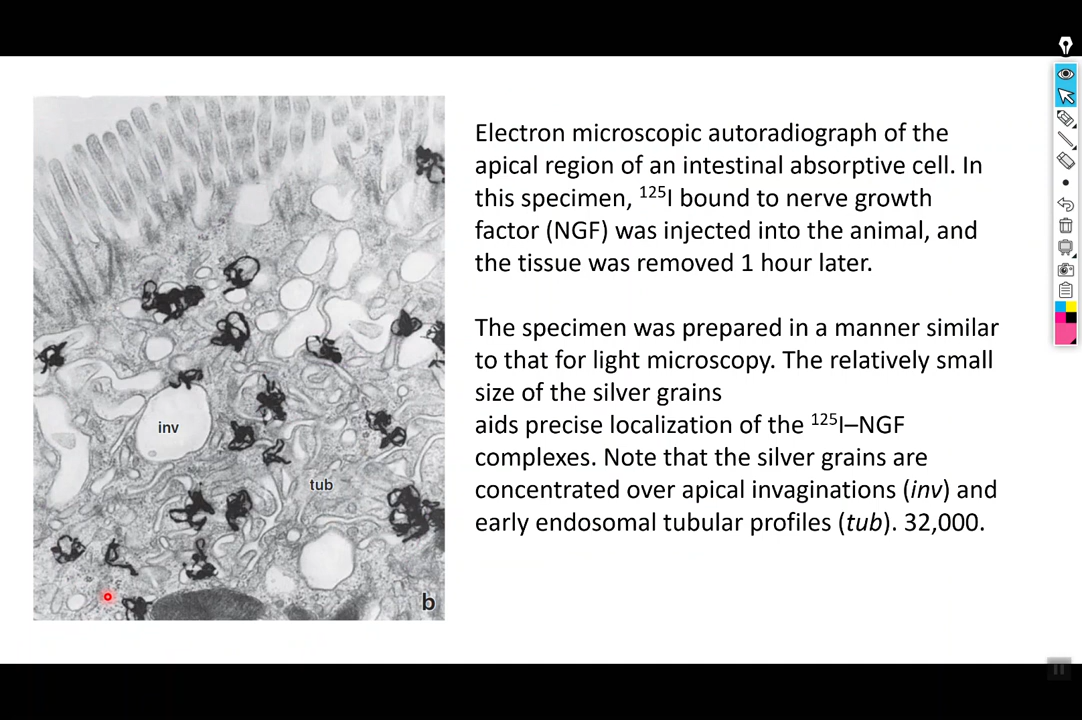 Electron microscopic autoradiograph of the
apical region of an intestinal absorptive cell. In
this specimen, ¹²⁵I bound to nerve growth
factor (NGF) was injected into the animal, and
the tissue was removed 1 hour later.
The specimen was prepared in a manner similar
to that for light microscopy. The relatively small
size of the silver grains
aids precise localization of the ¹²⁵I–NGF
complexes. Note that the silver grains are
concentrated over apical invaginations (inv) and
early endosomal tubular profiles (tub). 32,000.
inv
tub
b